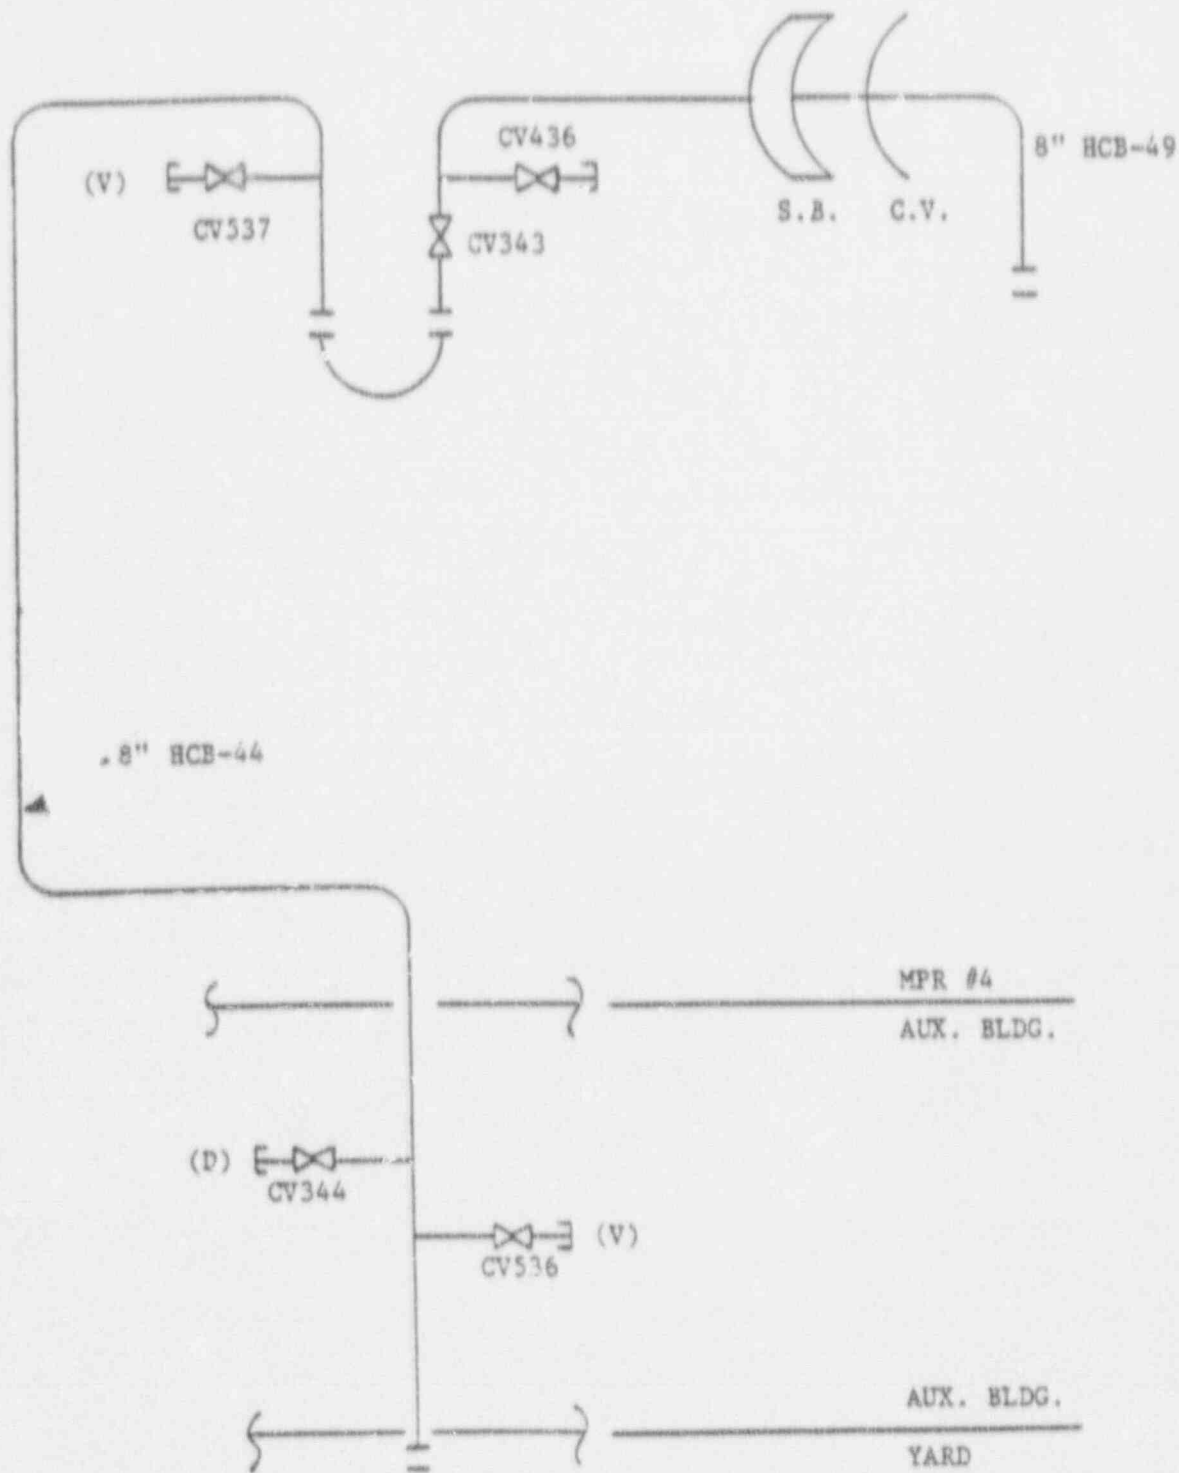 CV436
8" HCB-49
(V)
CV537
CV343
S.B.
C.V.
8" HCB-44
MPR #4
AUX. BLDG.
(D)
CV344
(V)
CV536
AUX. BLDG.
YARD